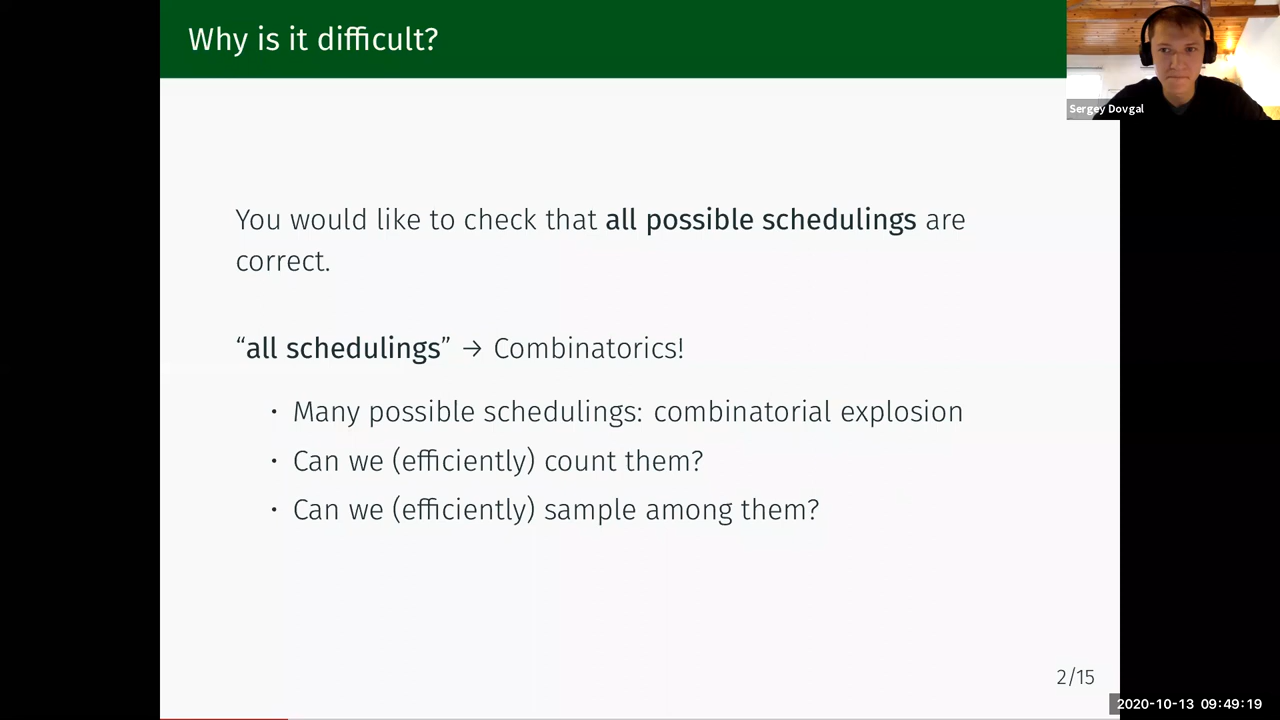 Why is it difficult?
Sergey Dovgal
You would like to check that all possible schedulings are
correct.
“all schedulings” → Combinatorics!
• Many possible schedulings: combinatorial explosion
• Can we (efficiently) count them?
• Can we (efficiently) sample among them?
2/15
2020-10-13 09:49:19